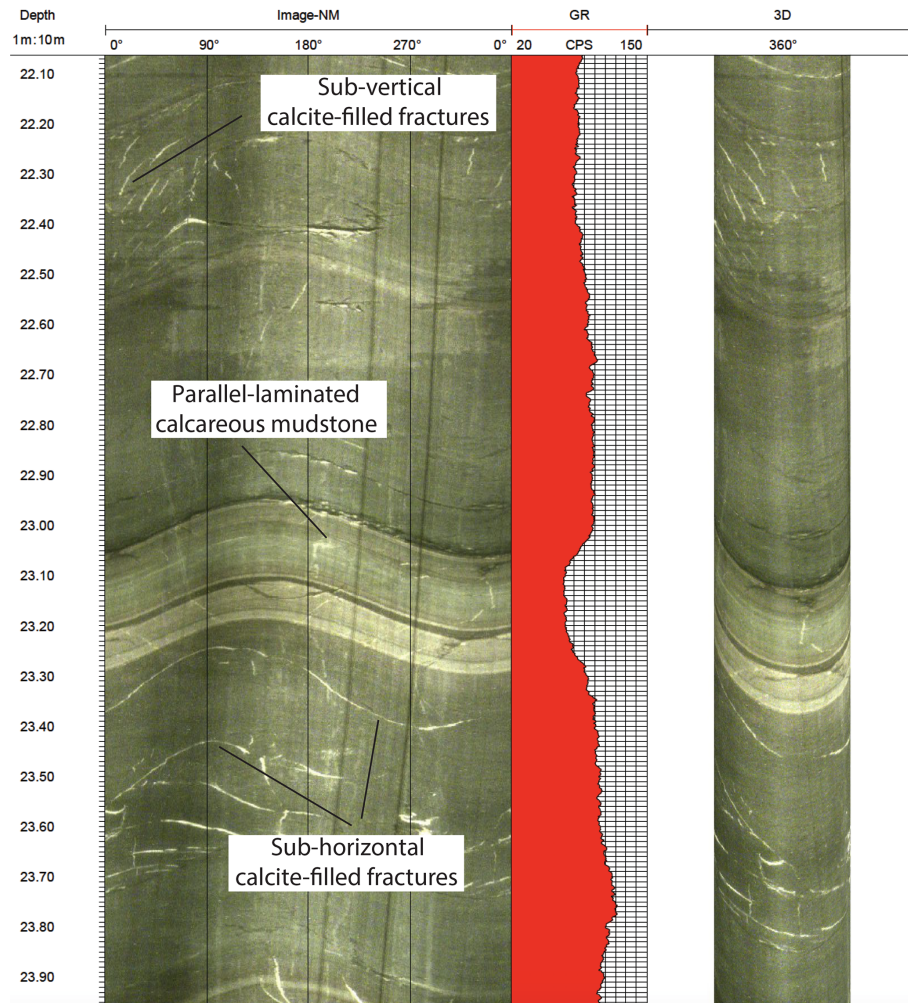 Depth Image-NM GR 3D
1m:10m 0° 90° 180° 270° 0° 20 CPS 150 360°
22.10
Sub-vertical
calcite-filled fractures
22.20
22.30
22.40
22.50
22.60
22.70
Parallel-laminated
calcareous mudstone
22.80
22.90
23.00
23.10
23.20
23.30
23.40
23.50
23.60
Sub-horizontal
calcite-filled fractures
23.70
23.80
23.90